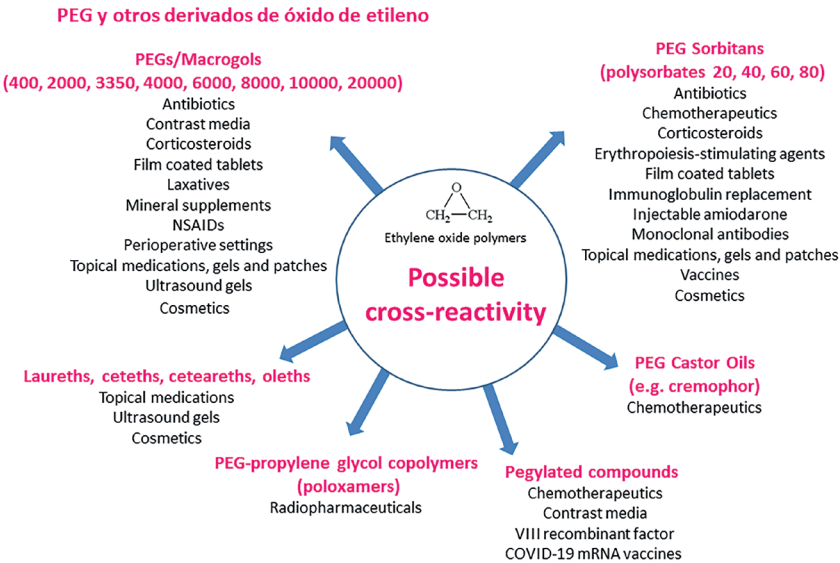 PEG y otros derivados de óxido de etileno
PEGs/Macrogols
(400, 2000, 3350, 4000, 6000, 8000, 10000, 20000)
Antibiotics
Contrast media
Corticosteroids
Film coated tablets
Laxatives
Mineral supplements
NSAIDs
Perioperative settings
Topical medications, gels and patches
Ultrasound gels
Cosmetics
PEG Sorbitans
(polysorbates 20, 40, 60, 80)
Antibiotics
Chemotherapeutics
Corticosteroids
Erythropoiesis-stimulating agents
Film coated tablets
Immunoglobulin replacement
Injectable amiodarone
Monoclonal antibodies
Topical medications, gels and patches
Vaccines
Cosmetics
O
CH2 CH2
Ethylene oxide polymers
Possible
cross-reactivity
Laureths, ceteths, ceteareths, oleths
Topical medications
Ultrasound gels
Cosmetics
PEG-propylene glycol copolymers
(poloxamers)
Radiopharmaceuticals
Pegylated compounds
Chemotherapeutics
Contrast media
VIII recombinant factor
COVID-19 mRNA vaccines
PEG Castor Oils
(e.g. cremophor)
Chemotherapeutics